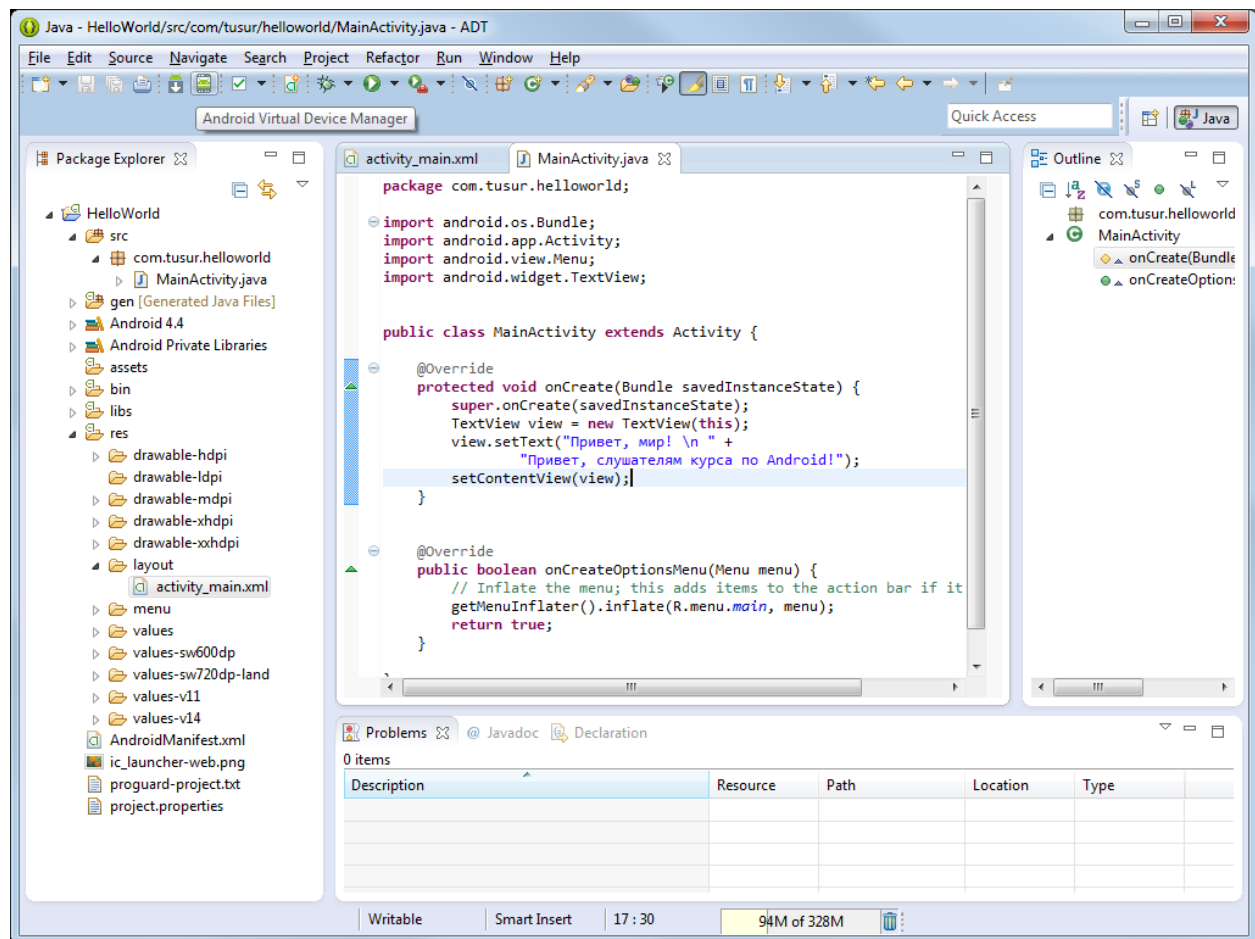 Java - HelloWorld/src/com/tusur/helloworld/MainActivity.java - ADT
File Edit Source Navigate Search Project Refactor Run Window Help
Android Virtual Device Manager
Quick Access
Java
Package Explorer
HelloWorld
src
com.tusur.helloworld
MainActivity.java
gen [Generated Java Files]
Android 4.4
Android Private Libraries
assets
bin
libs
res
drawable-hdpi
drawable-ldpi
drawable-mdpi
drawable-xhdpi
drawable-xxhdpi
layout
activity_main.xml
menu
values
values-sw600dp
values-sw720dp-land
values-v11
values-v14
AndroidManifest.xml
ic_launcher-web.png
proguard-project.txt
project.properties
activity_main.xml MainActivity.java
package com.tusur.helloworld;
import android.os.Bundle;
import android.app.Activity;
import android.view.Menu;
import android.widget.TextView;
public class MainActivity extends Activity {
@Override
protected void onCreate(Bundle savedInstanceState) {
super.onCreate(savedInstanceState);
TextView view = new TextView(this);
view.setText("Привет, мир! \n " +
"Привет, слушателям курса по Android!");
setContentView(view);
}
@Override
public boolean onCreateOptionsMenu(Menu menu) {
// Inflate the menu; this adds items to the action bar if it
getMenuInflater().inflate(R.menu.main, menu);
return true;
}
Outline
com.tusur.helloworld
MainActivity
onCreate(Bundle
onCreateOptions
Problems @ Javadoc Declaration
0 items
Description Resource Path Location Type
Writable Smart Insert 17 : 30 94M of 328M